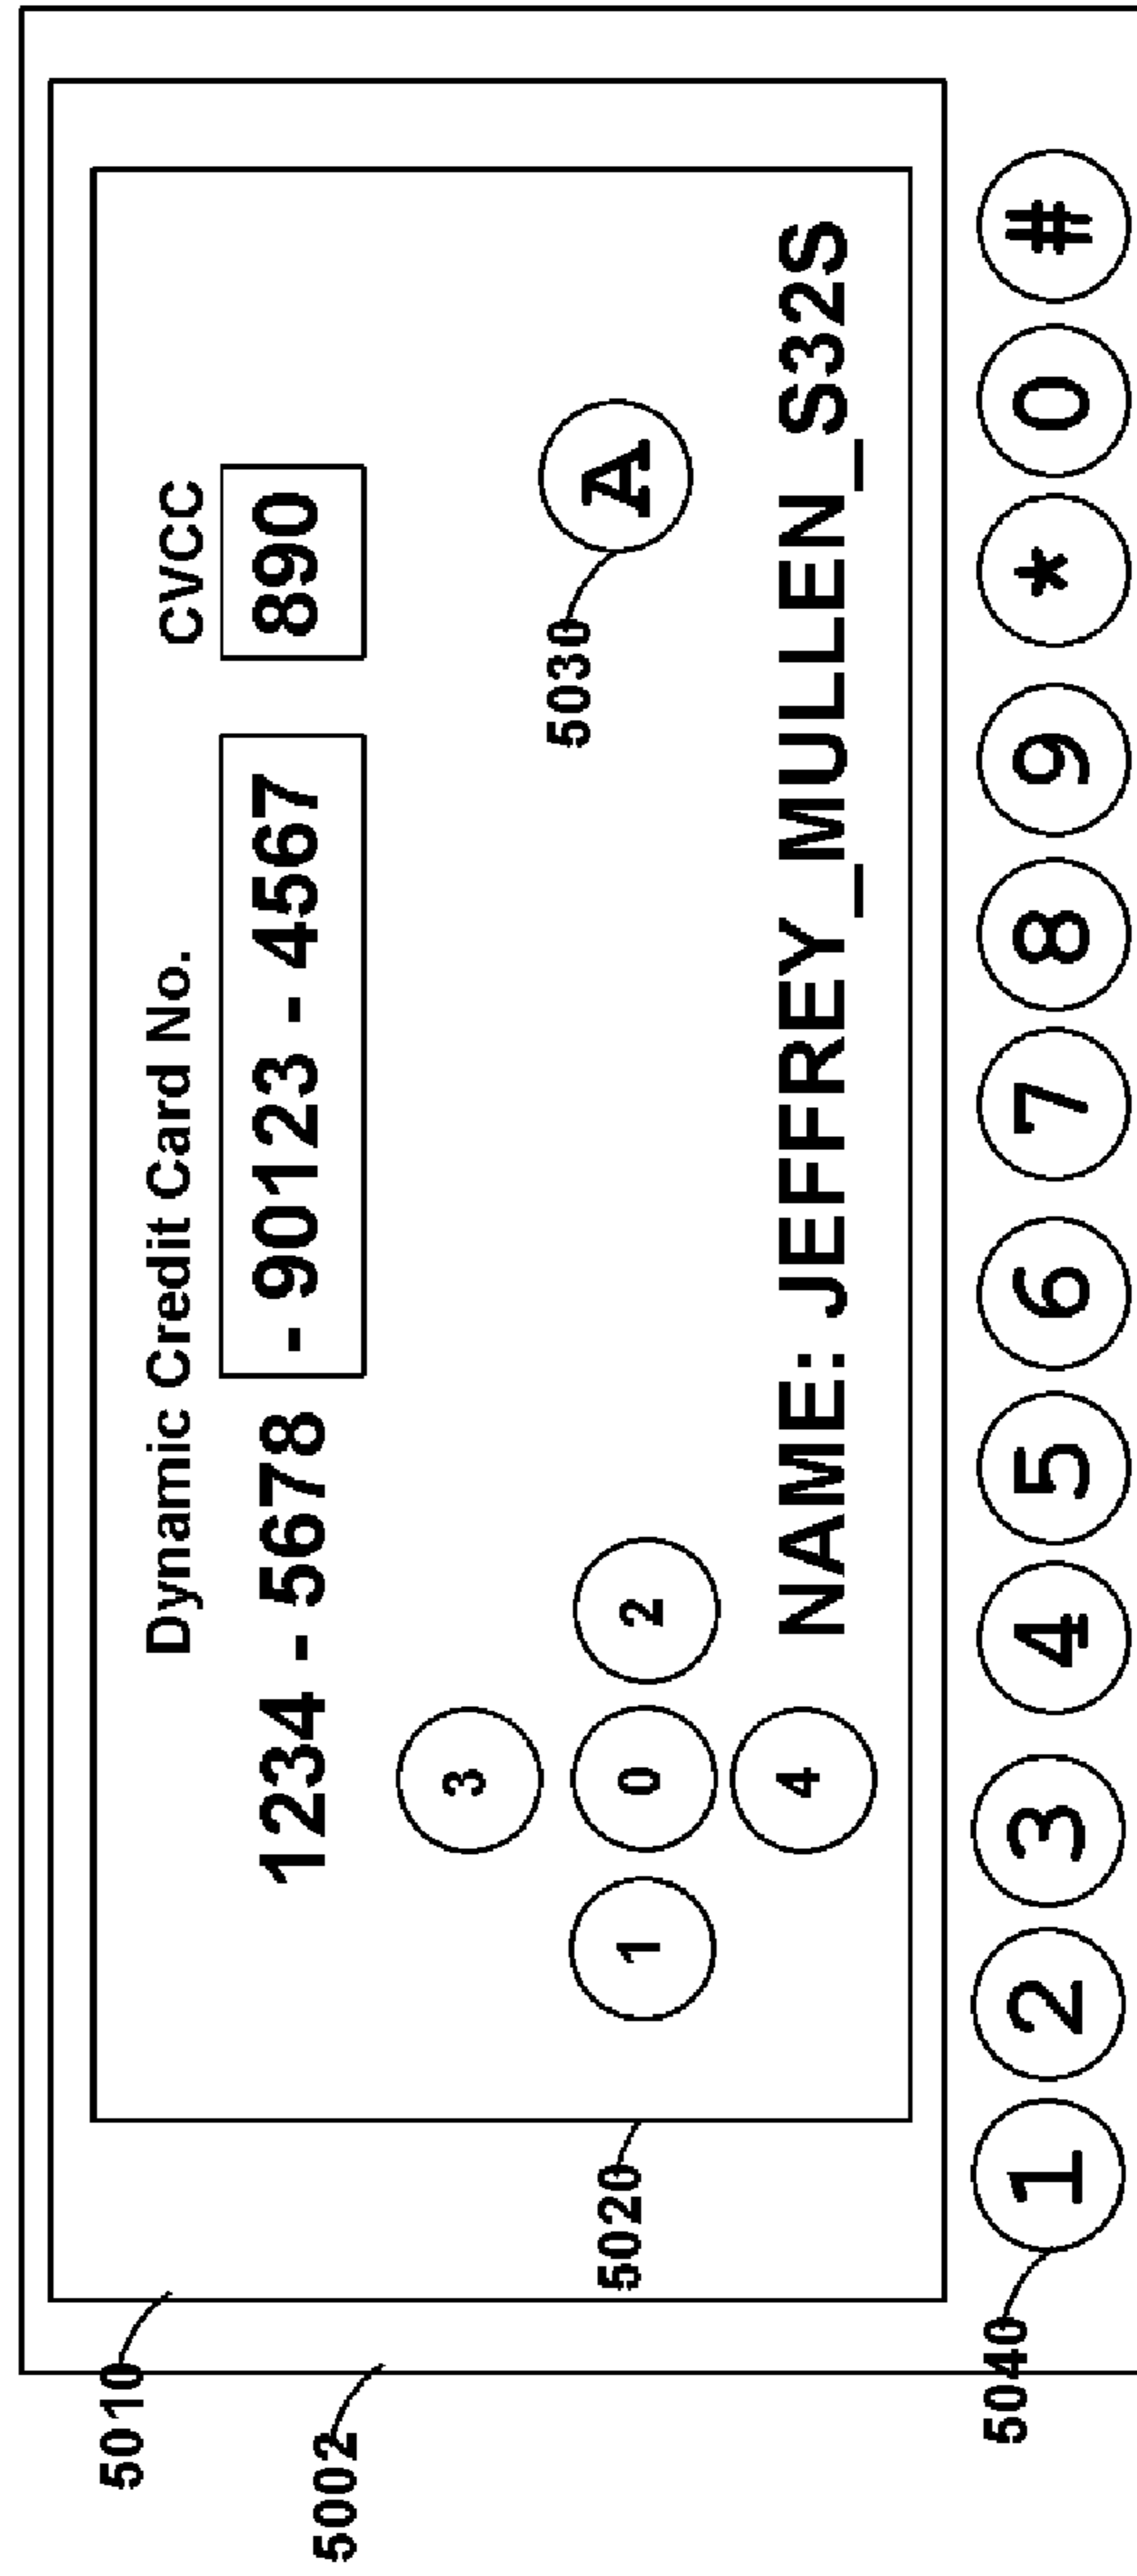 Dynamic Credit Card No. CVCC
1234 - 5678 - 90123 - 4567 890
3
1 0 2
4
A
5030
NAME: JEFFREY_MULLEN_S32S
5010
5002
5020
5040
1 2 3 4 5 6 7 8 9 * 0 #